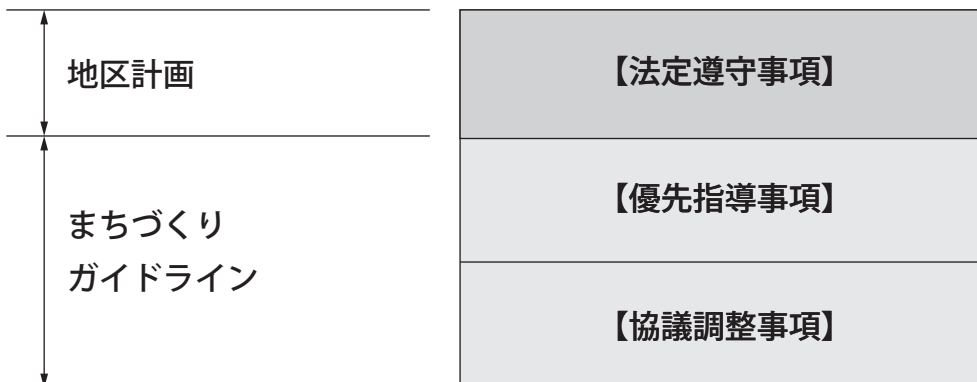 地区計画
【法定遵守事項】
【優先指導事項】
まちづくり
ガイドライン
【協議調整事項】